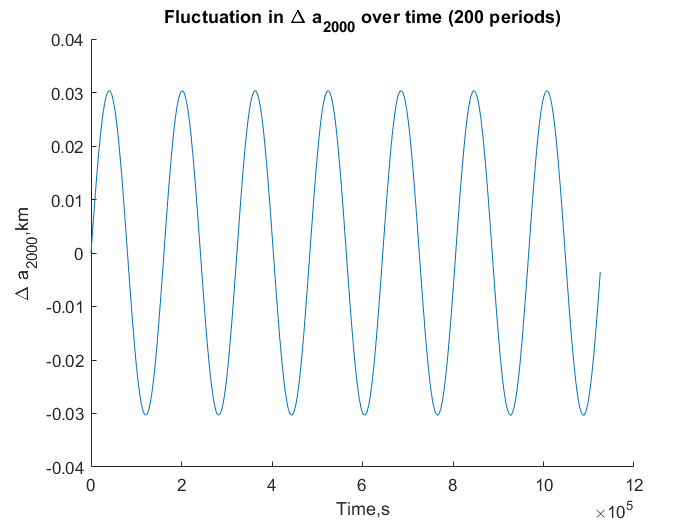 Fluctuation in Δ a2000 over time (200 periods)
0.04
0.03
0.02
0.01
0
-0.01
-0.02
-0.03
-0.04
Δ a2000,km
0 2 4 6 8 10 12
Time,s
×10^5